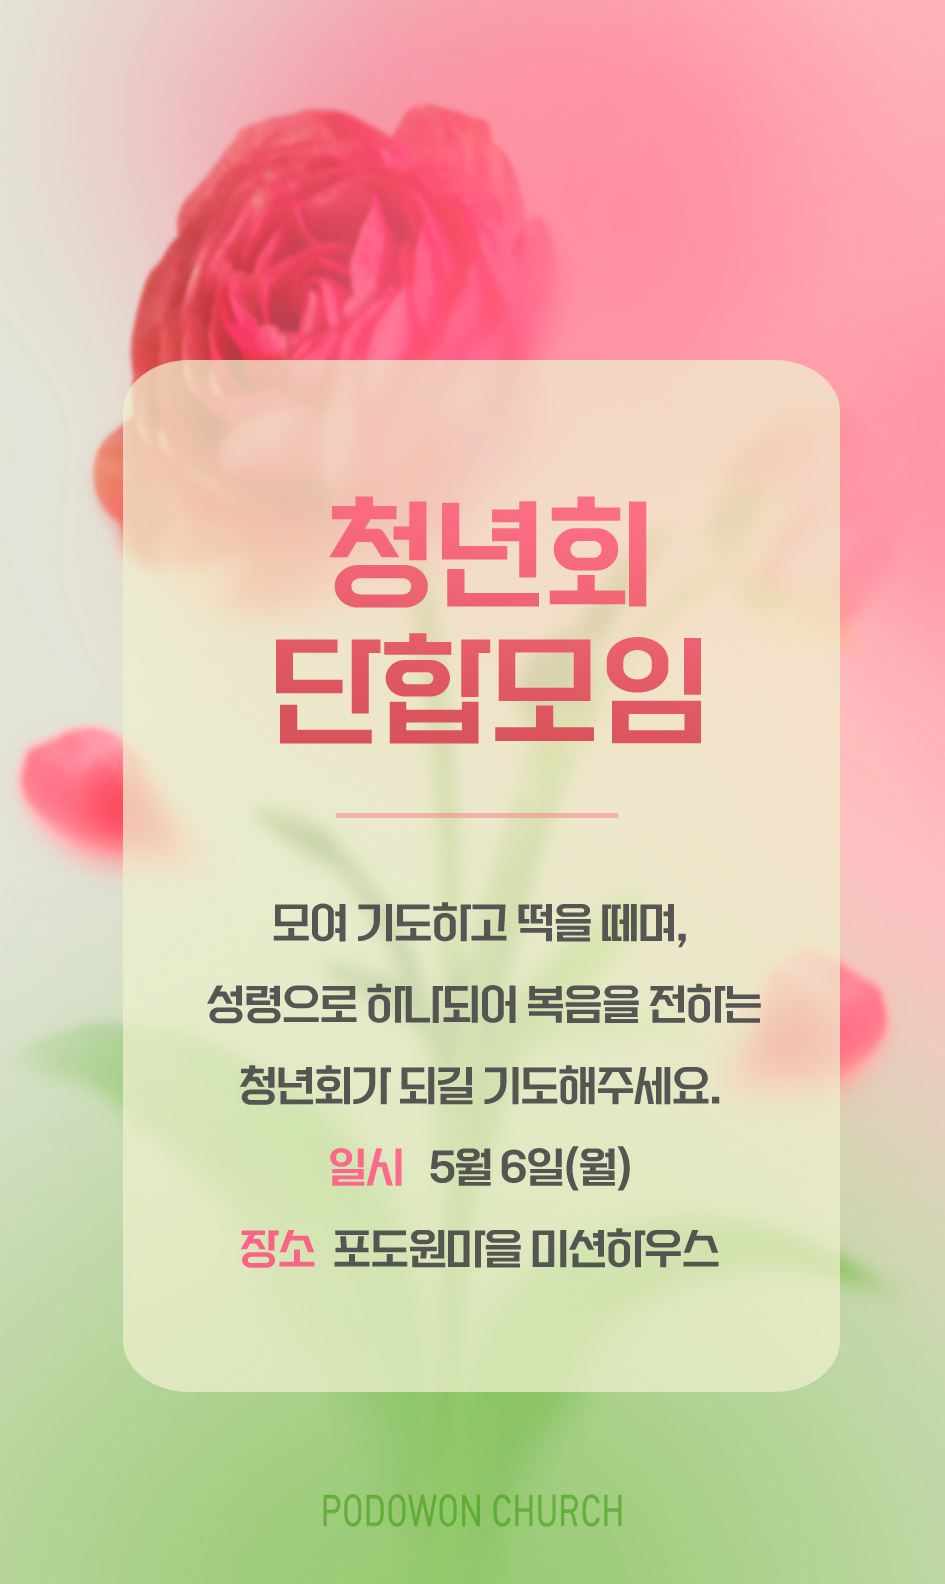 청년회
단합모임
모여 기도하고 떡을 떼며,
성령으로 하나되어 복음을 전하는
청년회가 되길 기도해주세요.
일시 5월 6일(월)
장소 포도원마을 미션하우스
PODOWON CHURCH